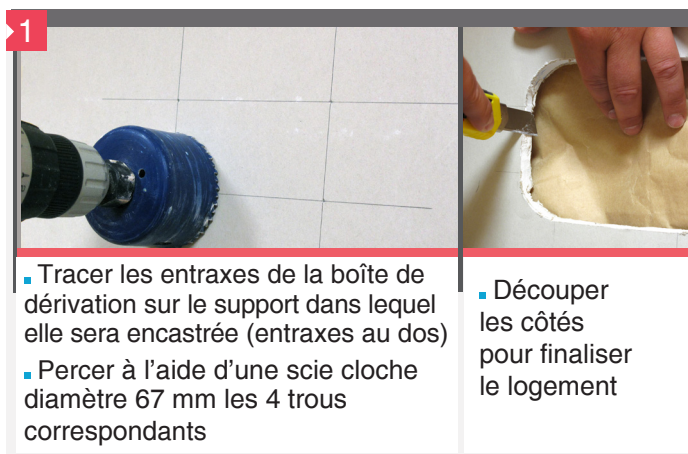 1
▪ Tracer les entraxes de la boîte de
dérivation sur le support dans lequel
elle sera encastrée (entraxes au dos)
▪ Percer à l’aide d’une scie cloche
diamètre 67 mm les 4 trous
correspondants
▪ Découper
les côtés
pour finaliser
le logement